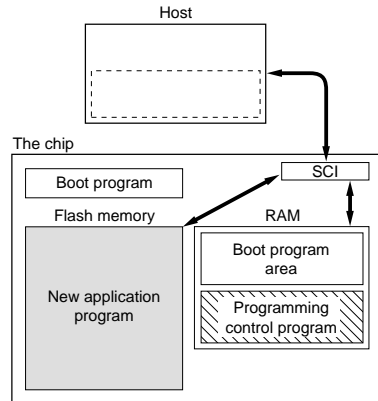 Host
The chip
SCI
Boot program
Flash memory
RAM
Boot program
area
New application
program
Programming
control program